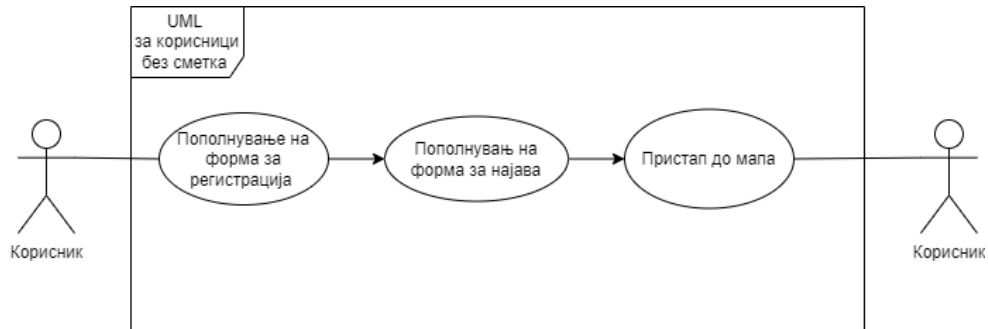 UML
за корисници
без сметка
Пополнување на
форма за
регистрација
Пополнувањ на
форма за најава
Пристап до мапа
Корисник
Корисник